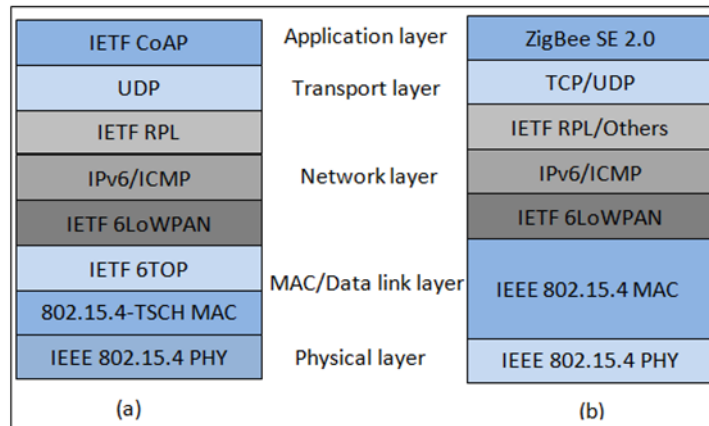 IETF CoAP
UDP
IETF RPL
IPv6/ICMP
IETF 6LoWPAN
IETF 6TOP
802.15.4-TSCH MAC
IEEE 802.15.4 PHY
(a)
Application layer
Transport layer
Network layer
MAC/Data link layer
Physical layer
ZigBee SE 2.0
TCP/UDP
IETF RPL/Others
IPv6/ICMP
IETF 6LoWPAN
IEEE 802.15.4 MAC
IEEE 802.15.4 PHY
(b)